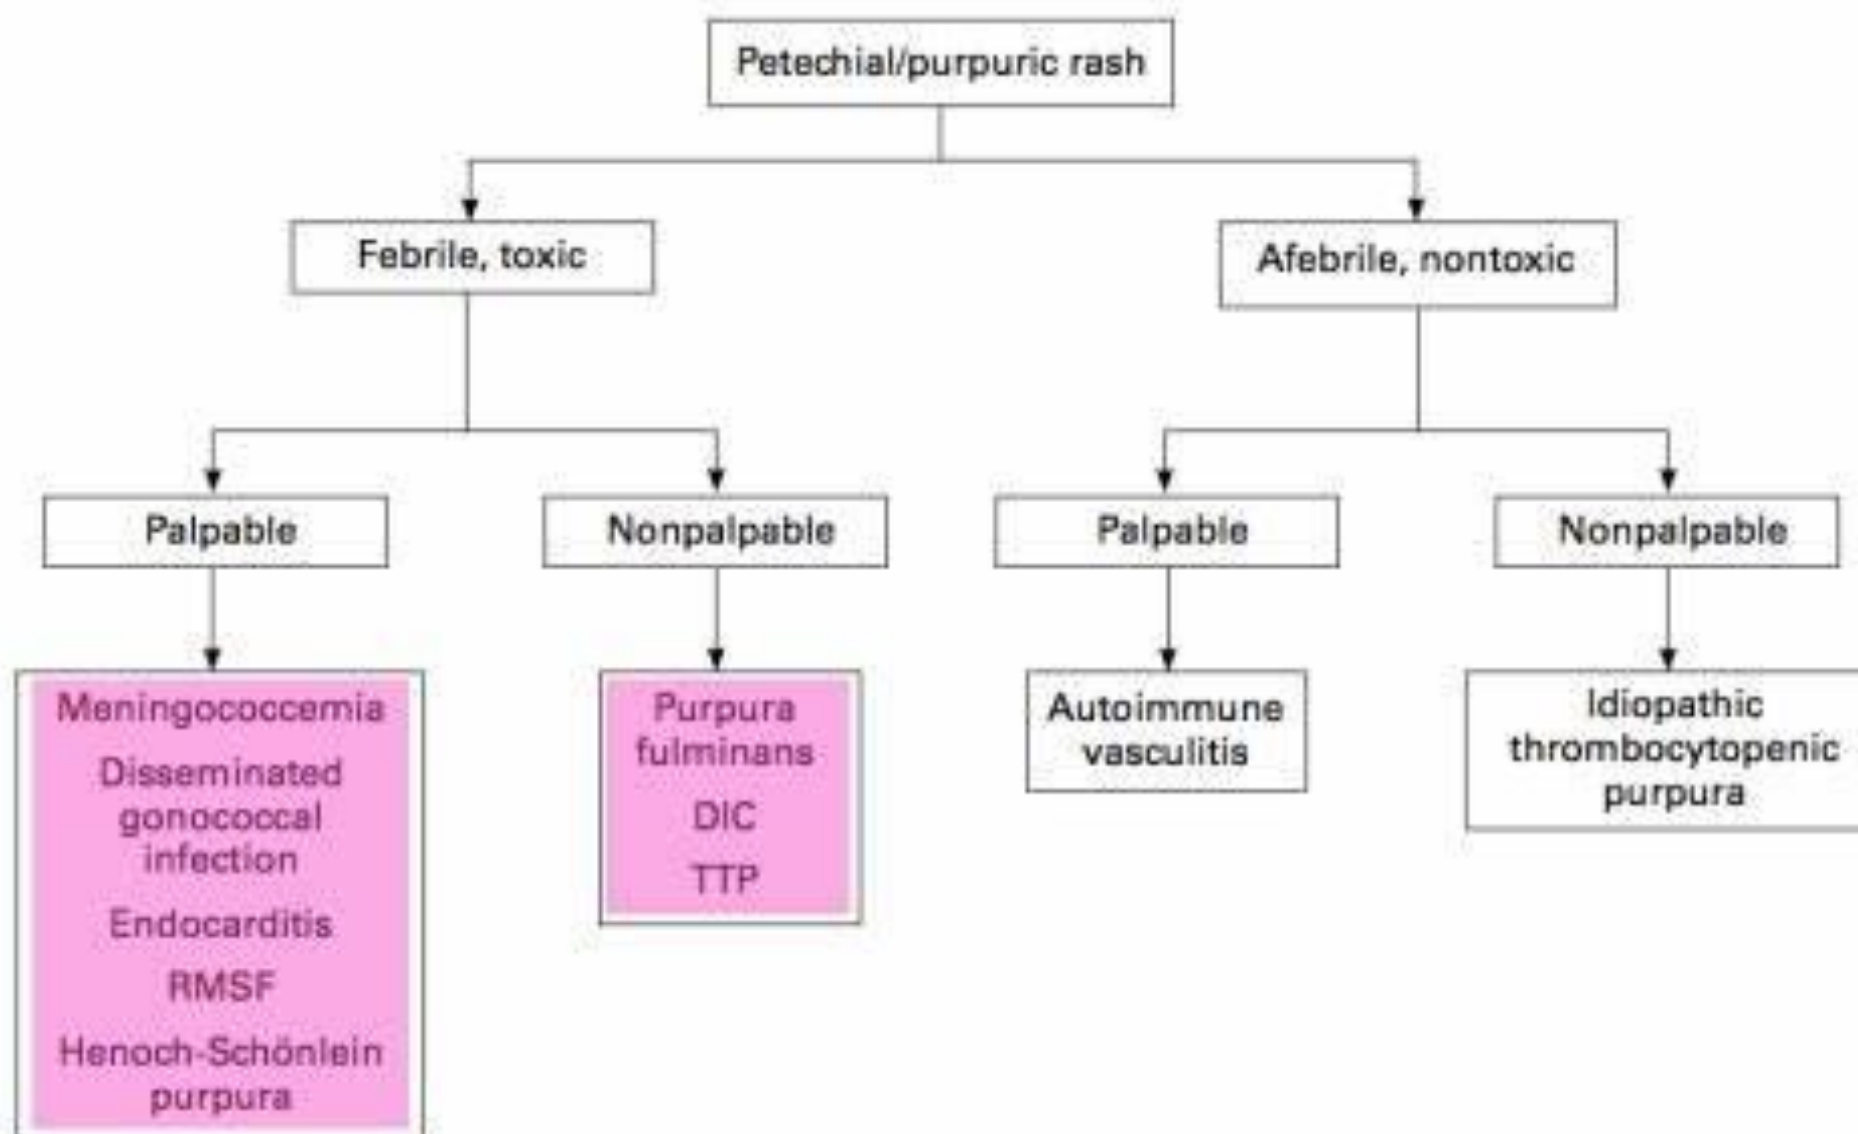 Petechial/purpuric rash
Febrile, toxic
Afebrile, nontoxic
Palpable
Nonpalpable
Palpable
Nonpalpable
Meningococcemia
Disseminated
gonococcal
infection
Endocarditis
RMSF
Henoch-Schönlein
purpura
Purpura
fulminans
DIC
TTP
Autoimmune
vasculitis
Idiopathic
thrombocytopenic
purpura